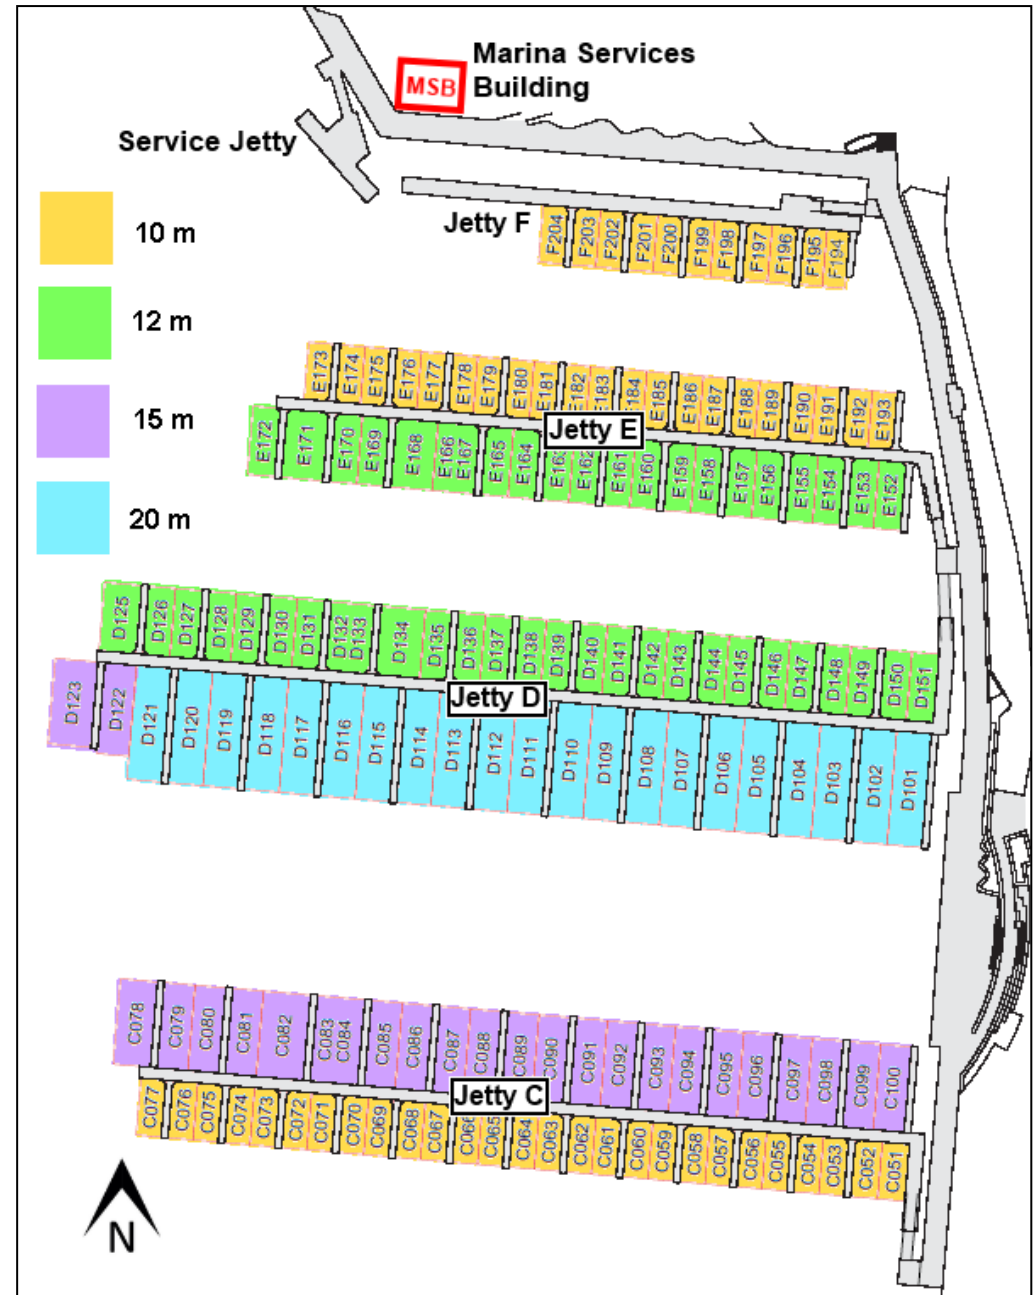 Marina Services
Building
MSB
Service Jetty
Jetty F
10 m
12 m
15 m
20 m
F204
F203
F202
F201
F200
F199
F198
F197
F196
F195
F194
E173
E174
E175
E176
E177
E178
E179
E180
E181
E182
E183
E184
E185
E186
E187
E188
E189
E190
E191
E192
E193
Jetty E
E172
E171
E170
E169
E168
E166
E167
E165
E164
E163
E162
E161
E160
E159
E158
E157
E156
E155
E154
E153
E152
D125
D126
D127
D128
D129
D130
D131
D132
D133
D134
D135
D136
D137
D138
D139
D140
D141
D142
D143
D144
D145
D146
D147
D148
D149
D150
D151
Jetty D
D123
D122
D121
D120
D119
D118
D117
D116
D115
D114
D113
D112
D111
D110
D109
D108
D107
D106
D105
D104
D103
D102
D101
C078
C079
C080
C081
C082
C083
C084
C085
C086
C087
C088
C089
C090
C091
C092
C093
C094
C095
C096
C097
C098
C099
C100
Jetty C
C077
C076
C075
C074
C073
C072
C071
C070
C069
C068
C067
C066
C065
C064
C063
C062
C061
C060
C059
C058
C057
C056
C055
C054
C053
C052
C051
N